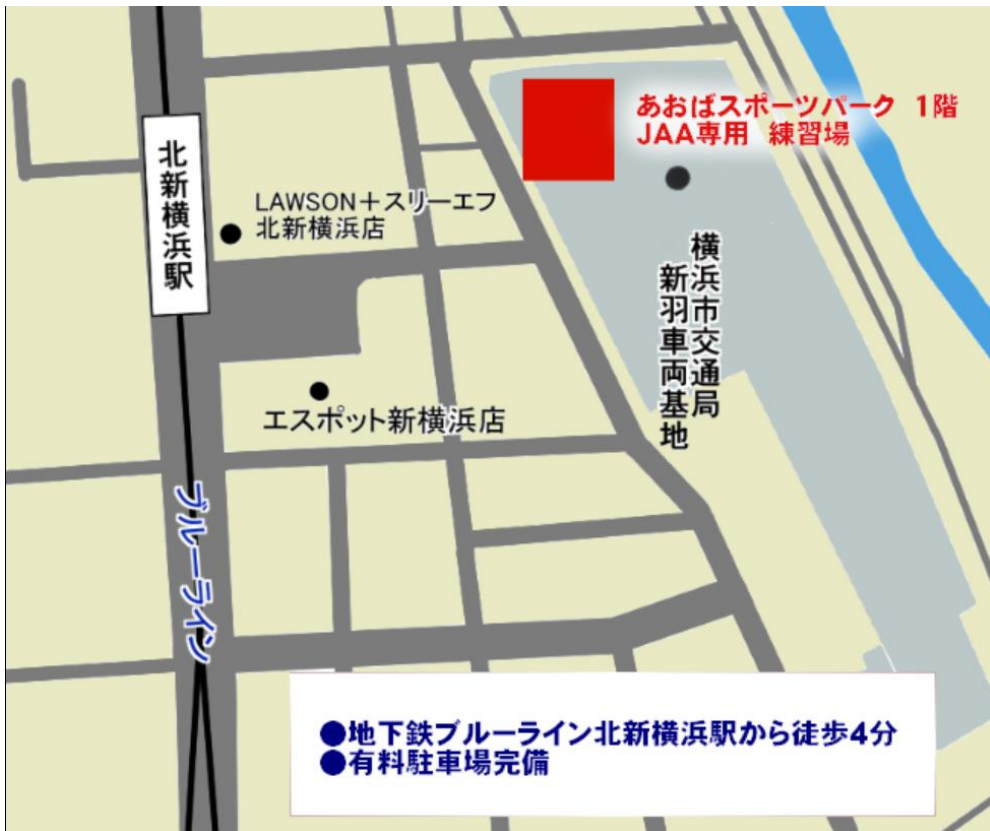 あおばスポーツパーク 1階
JAA専用 練習場
北新横浜駅
LAWSON＋スリーエフ
北新横浜店
横浜市交通局
新羽車両基地
エスポット新横浜店
ブルーライン
●地下鉄ブルーライン北新横浜駅から徒歩4分
●有料駐車場完備